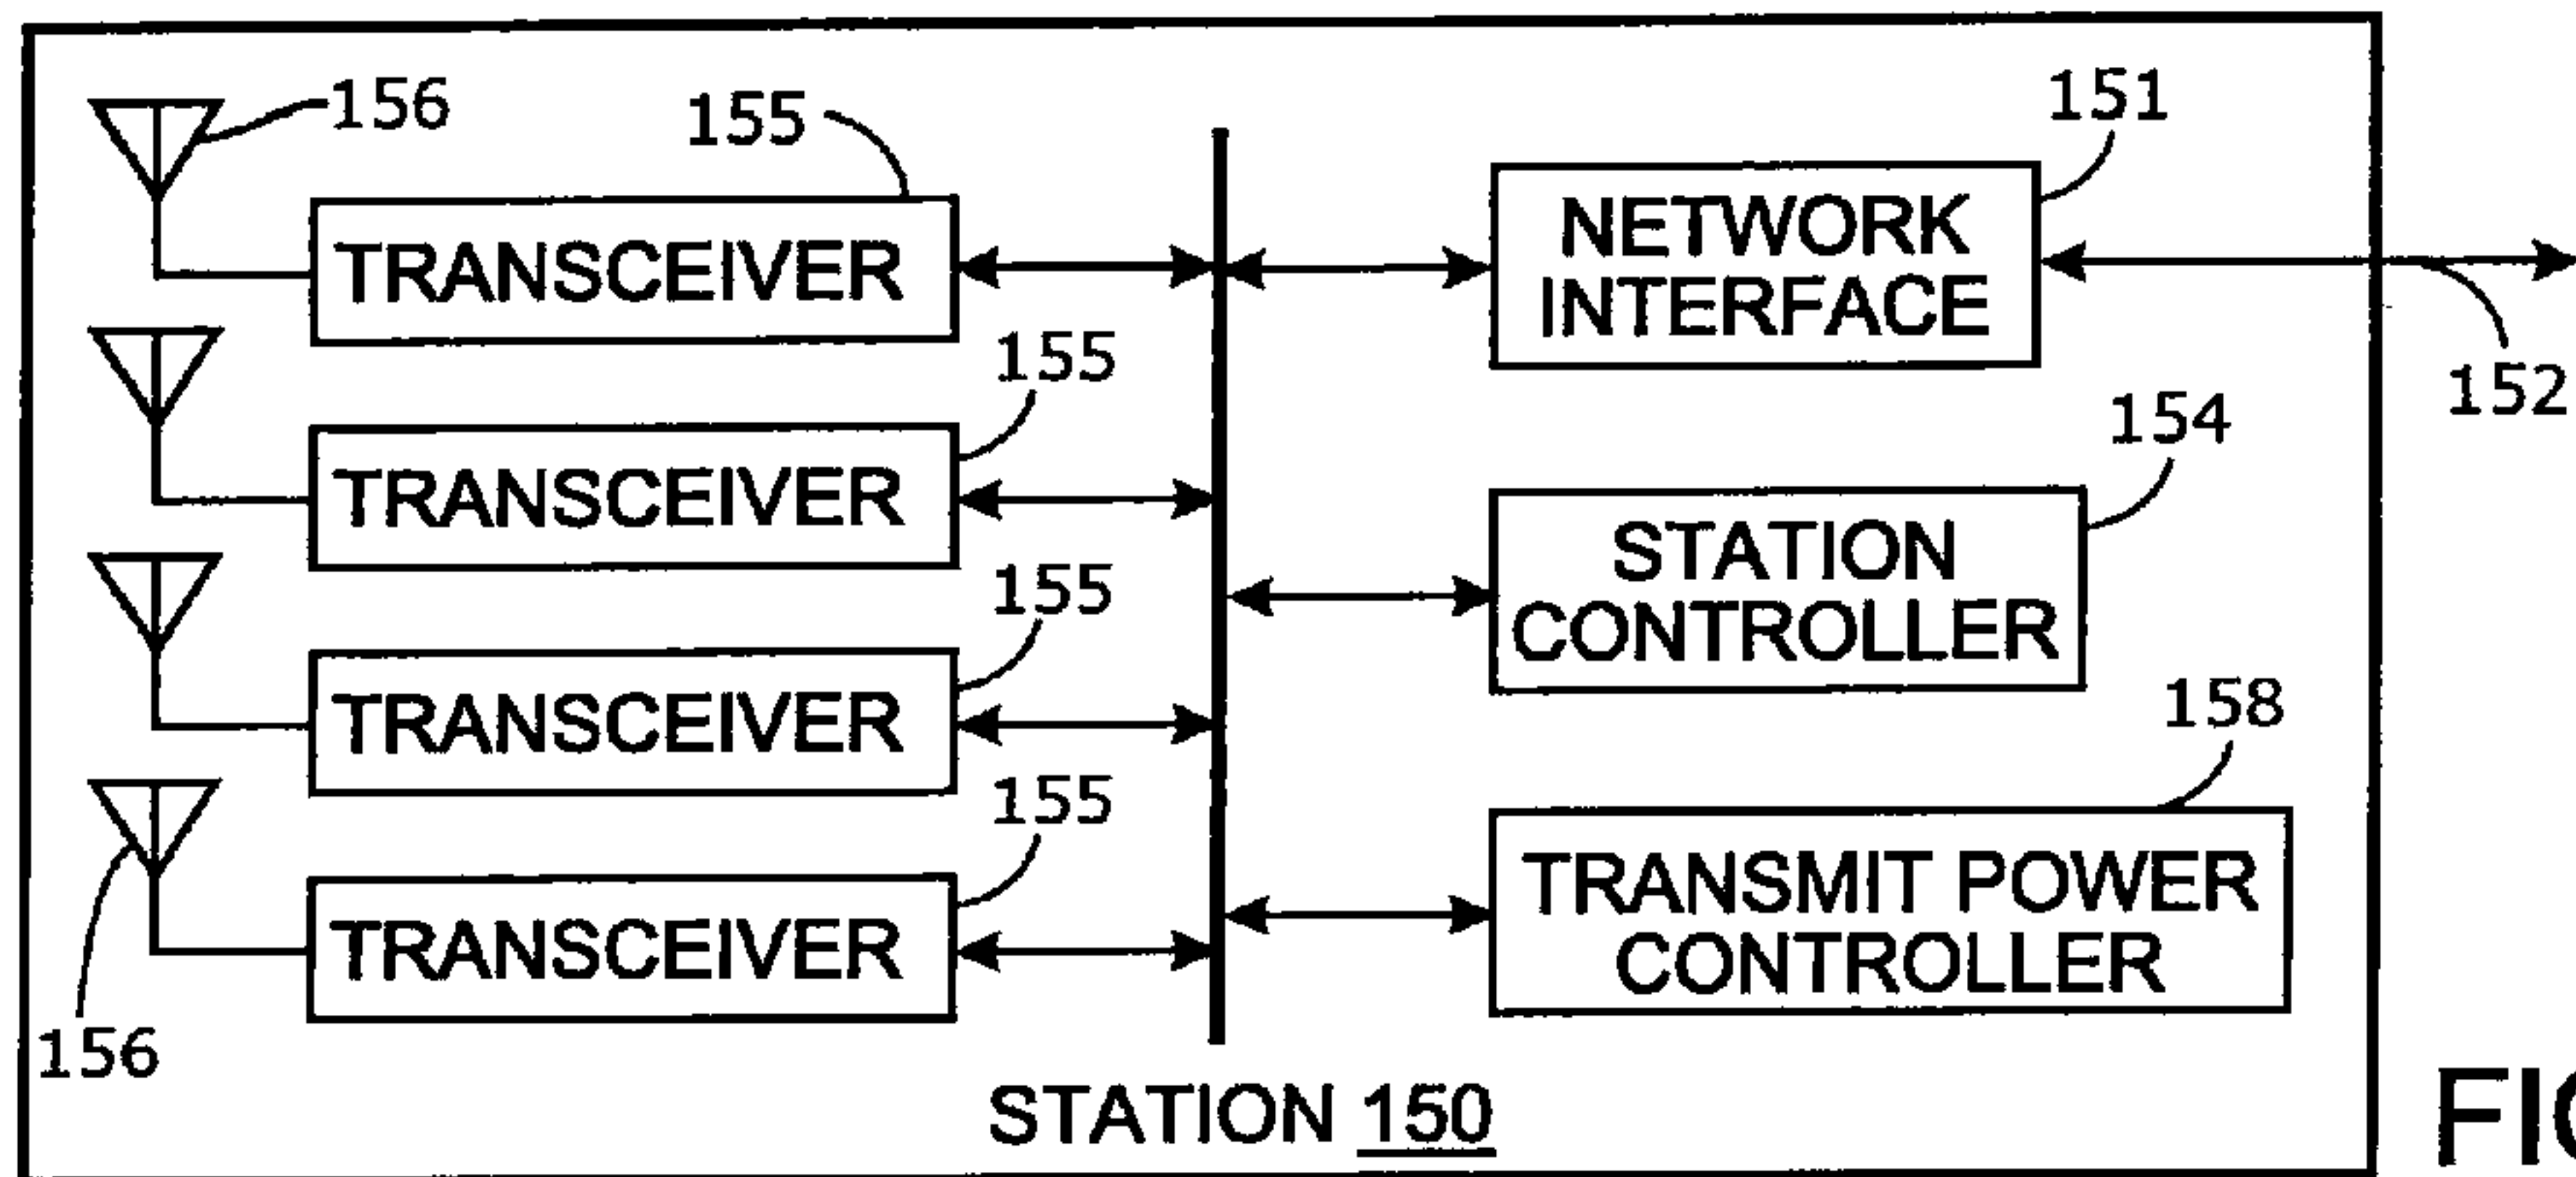 156
155
TRANSCEIVER
155
TRANSCEIVER
155
TRANSCEIVER
155
TRANSCEIVER
156
151
NETWORK
INTERFACE
152
154
STATION
CONTROLLER
158
TRANSMIT POWER
CONTROLLER
STATION 150